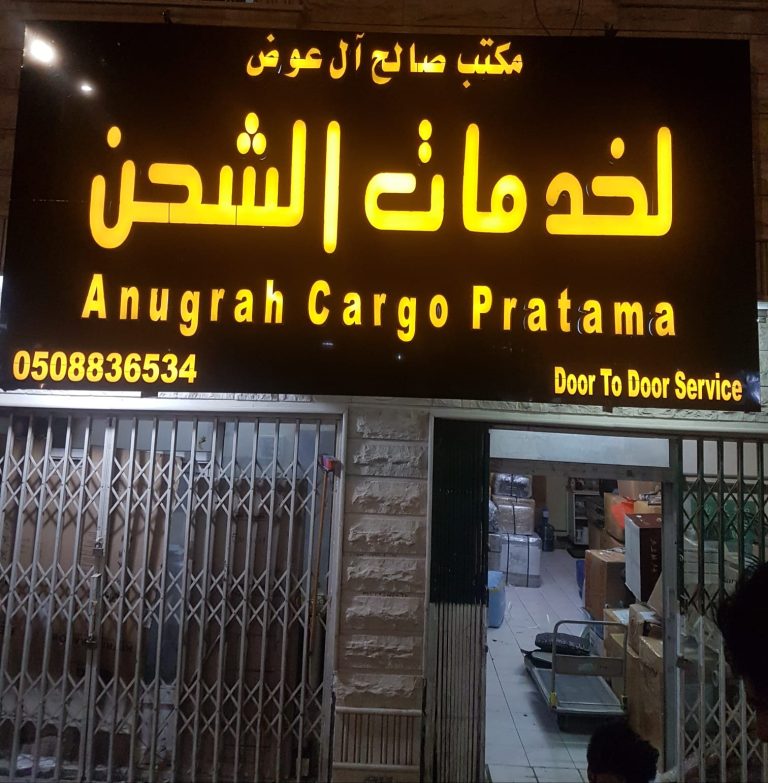 مكتب صالح آل عوض
لخدمات الشحن
Anugrah Cargo Pratama
0508836534
Door To Door Service